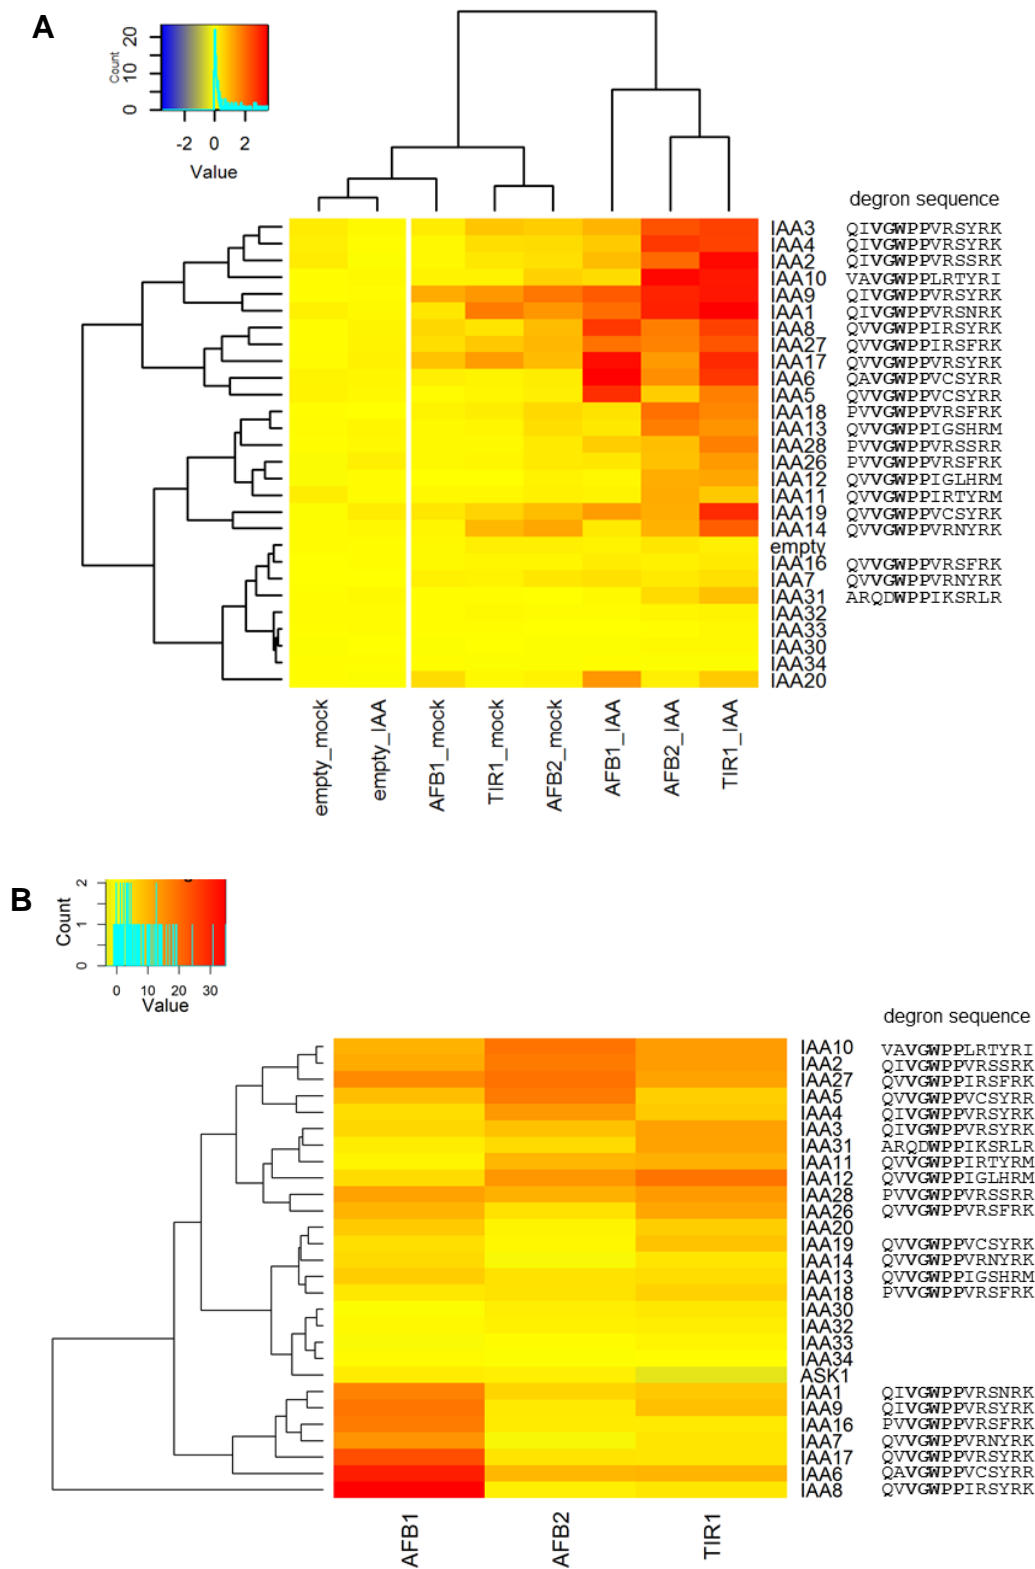 A
Count
20
10
0
-2 0 2
Value
degron sequence
IAA3 QIVGWPPVRSYRK
IAA4 QIVGWPPVRSYRK
IAA2 QIVGWPPVRSSRK
IAA10 VAVGWPPLRTYRI
IAA9 QIVGWPPVRSYRK
IAA1 QIVGWPPVRSNRK
IAA8 QVVGWPPIRSYRK
IAA27 QVVGWPPIRSFRK
IAA17 QVVGWPPVRSYRK
IAA6 QAVGWPPVCSYRR
IAA5 QVVGWPPVCSYRR
IAA18 PVVGWPPVRSFRK
IAA13 QVVGWPPIGSHRM
IAA28 PVVGWPPVRSSRR
IAA26 PVVGWPPVRSFRK
IAA12 QVVGWPPIGLHRM
IAA11 QVVGWPPIRTYRM
IAA19 QVVGWPPVCSYRK
IAA14 QVVGWPPVRNYRK
empty
IAA16 QVVGWPPVRSFRK
IAA7 QVVGWPPVRNYRK
IAA31 ARQDWPPIKSRLR
IAA32
IAA33
IAA30
IAA34
IAA20
empty_mock
empty_IAA
AFB1_mock
TIR1_mock
AFB2_mock
AFB1_IAA
AFB2_IAA
TIR1_IAA
B
Count
2
1
0
0 10 20 30
Value
degron sequence
IAA10 VAVGWPPLRTYRI
IAA2 QIVGWPPVRSSRK
IAA27 QVVGWPPIRSFRK
IAA5 QVVGWPPVCSYRR
IAA4 QIVGWPPVRSYRK
IAA3 QIVGWPPVRSYRK
IAA31 ARQDWPPIKSRLR
IAA11 QVVGWPPIRTYRM
IAA12 QVVGWPPIGLHRM
IAA28 PVVGWPPVRSSRR
IAA26 QVVGWPPVRSFRK
IAA20
IAA19 QVVGWPPVCSYRK
IAA14 QVVGWPPVRNYRK
IAA13 QVVGWPPIGSHRM
IAA18 PVVGWPPVRSFRK
IAA30
IAA32
IAA33
IAA34
ASK1
IAA1 QIVGWPPVRSNRK
IAA9 QIVGWPPVRSYRK
IAA16 PVVGWPPVRSFRK
IAA7 QVVGWPPVRNYRK
IAA17 QVVGWPPVRSYRK
IAA6 QAVGWPPVCSYRR
IAA8 QVVGWPPIRSYRK
AFB1
AFB2
TIR1